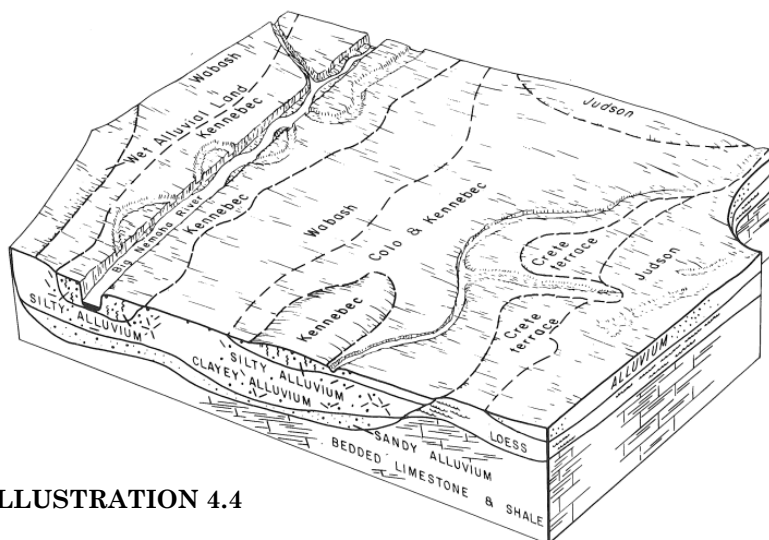 Wabash
Wet Alluvial Land
Kennebec
Judson
Big Nemaha River
Kennebec
Wabash
Colo & Kennebec
Crete
terrace
Judson
Kennebec
Crete
terrace
SILTY ALLUVIUM
SILTY ALLUVIUM
CLAYEY ALLUVIUM
ALLUVIUM
LOESS
SANDY ALLUVIUM
BEDDED LIMESTONE & SHALE
LLUSTRATION 4.4